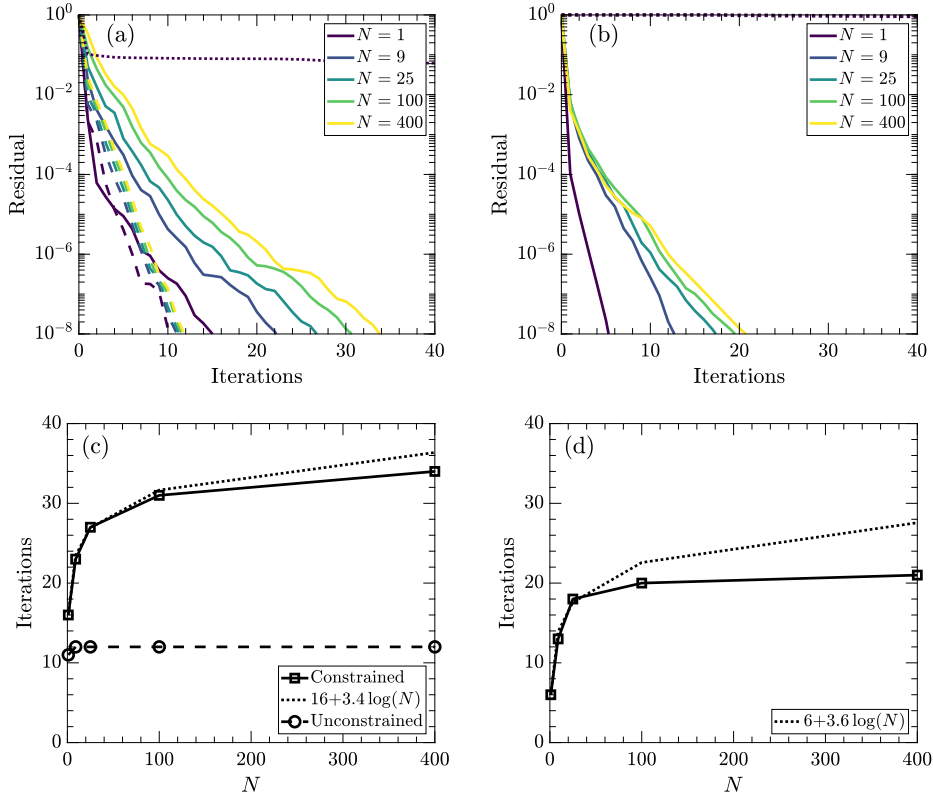 (a)
10^0
10^-2
10^-4
10^-6
10^-8
Residual
0 10 20 30 40
Iterations
N = 1
N = 9
N = 25
N = 100
N = 400
(b)
10^0
10^-2
10^-4
10^-6
10^-8
Residual
0 10 20 30 40
Iterations
N = 1
N = 9
N = 25
N = 100
N = 400
(c)
40
30
20
10
0
Iterations
0 100 200 300 400
N
Constrained
16+3.4 log(N)
Unconstrained
(d)
40
30
20
10
0
Iterations
0 100 200 300 400
N
6+3.6 log(N)